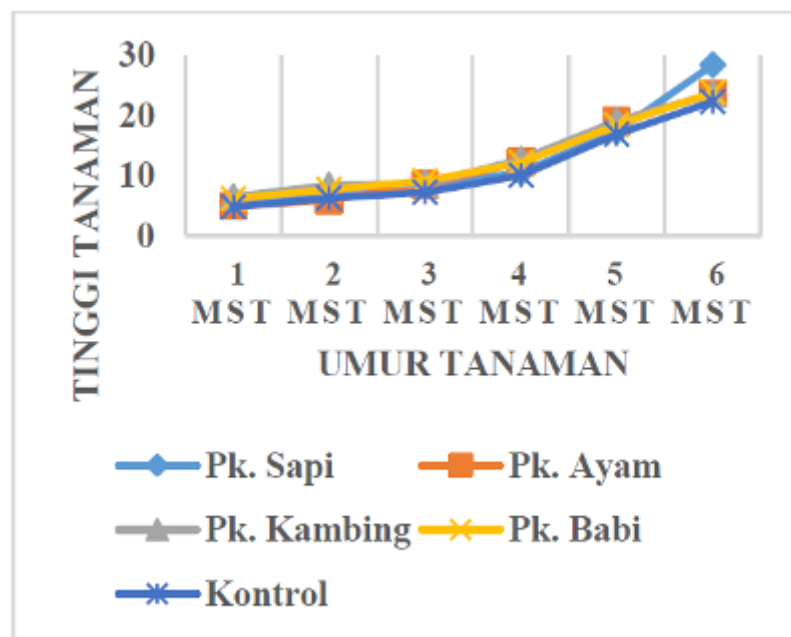 TINGGI TANAMAN
30
20
10
0
1 2 3 4 5 6
MST MST MST MST MST MST
UMUR TANAMAN
Pk. Sapi Pk. Ayam
Pk. Kambing Pk. Babi
Kontrol